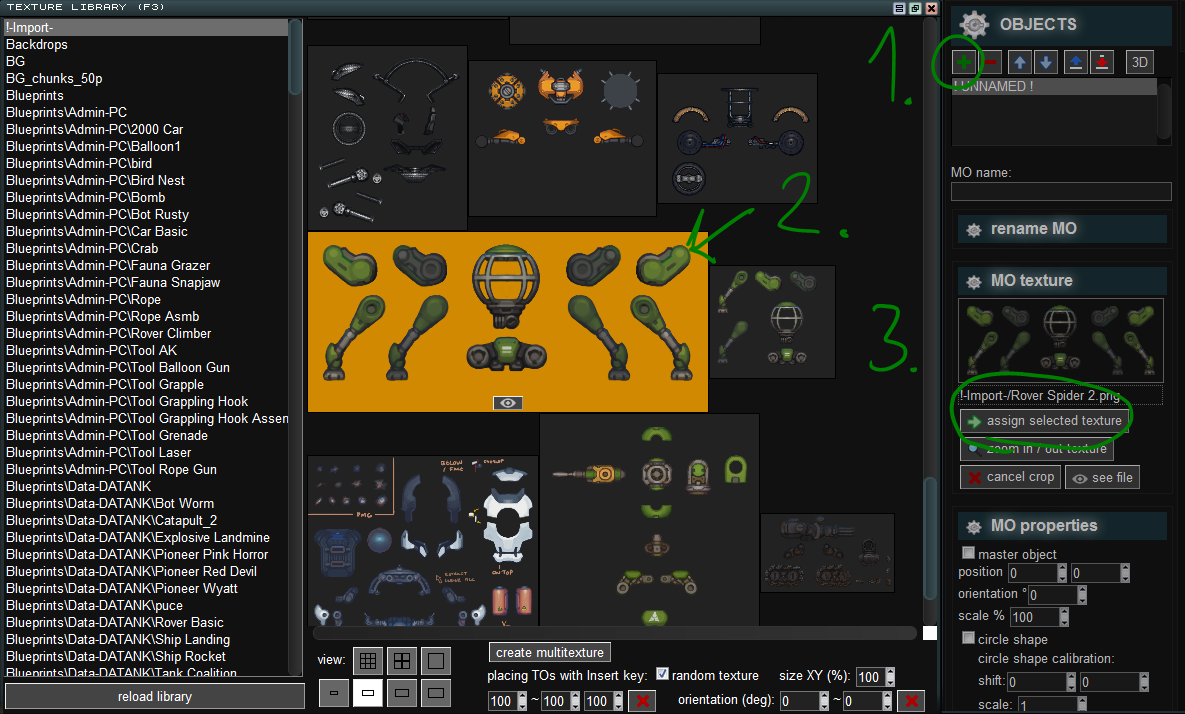 TEXTURE LIBRARY (F3)
!-Import-
Backdrops
BG
BG_chunks_50p
Blueprints
Blueprints\Admin-PC
Blueprints\Admin-PC\2000 Car
Blueprints\Admin-PC\Balloon1
Blueprints\Admin-PC\bird
Blueprints\Admin-PC\Bird Nest
Blueprints\Admin-PC\Bomb
Blueprints\Admin-PC\Bot Rusty
Blueprints\Admin-PC\Car Basic
Blueprints\Admin-PC\Crab
Blueprints\Admin-PC\Fauna Grazer
Blueprints\Admin-PC\Fauna Snapjaw
Blueprints\Admin-PC\Rope
Blueprints\Admin-PC\Rope Asmb
Blueprints\Admin-PC\Rover Climber
Blueprints\Admin-PC\Tool AK
Blueprints\Admin-PC\Tool Balloon Gun
Blueprints\Admin-PC\Tool Grapple
Blueprints\Admin-PC\Tool Grappling Hook
Blueprints\Admin-PC\Tool Grappling Hook Assen
Blueprints\Admin-PC\Tool Grenade
Blueprints\Admin-PC\Tool Laser
Blueprints\Admin-PC\Tool Rope Gun
Blueprints\Data-DATANK
Blueprints\Data-DATANK\Bot Worm
Blueprints\Data-DATANK\Catapult_2
Blueprints\Data-DATANK\Explosive Landmine
Blueprints\Data-DATANK\Pioneer Pink Horror
Blueprints\Data-DATANK\Pioneer Red Devil
Blueprints\Data-DATANK\Pioneer Wyatt
Blueprints\Data-DATANK\puce
Blueprints\Data-DATANK\Rover Basic
Blueprints\Data-DATANK\Ship Landing
Blueprints\Data-DATANK\Ship Rocket
Blueprints\Data-DATANK\Tank Coalition
reload library
1.
2.
3.
BELOW
/ FMG
ON TOP
FMG
ON TOP
view:
create multitexture
placing TOs with Insert key: random texture size XY (%): 100
100 ~ 100 100 orientation (deg): 0 ~ 0
OBJECTS
3D
! UNNAMED !
MO name:
rename MO
MO texture
!-Import-/Rover Spider 2.png
assign selected texture
zoom in / out texture
cancel crop see file
MO properties
master object
position 0 0
orientation ° 0
scale % 100
circle shape
circle shape calibration:
shift: 0 0
scale: 1